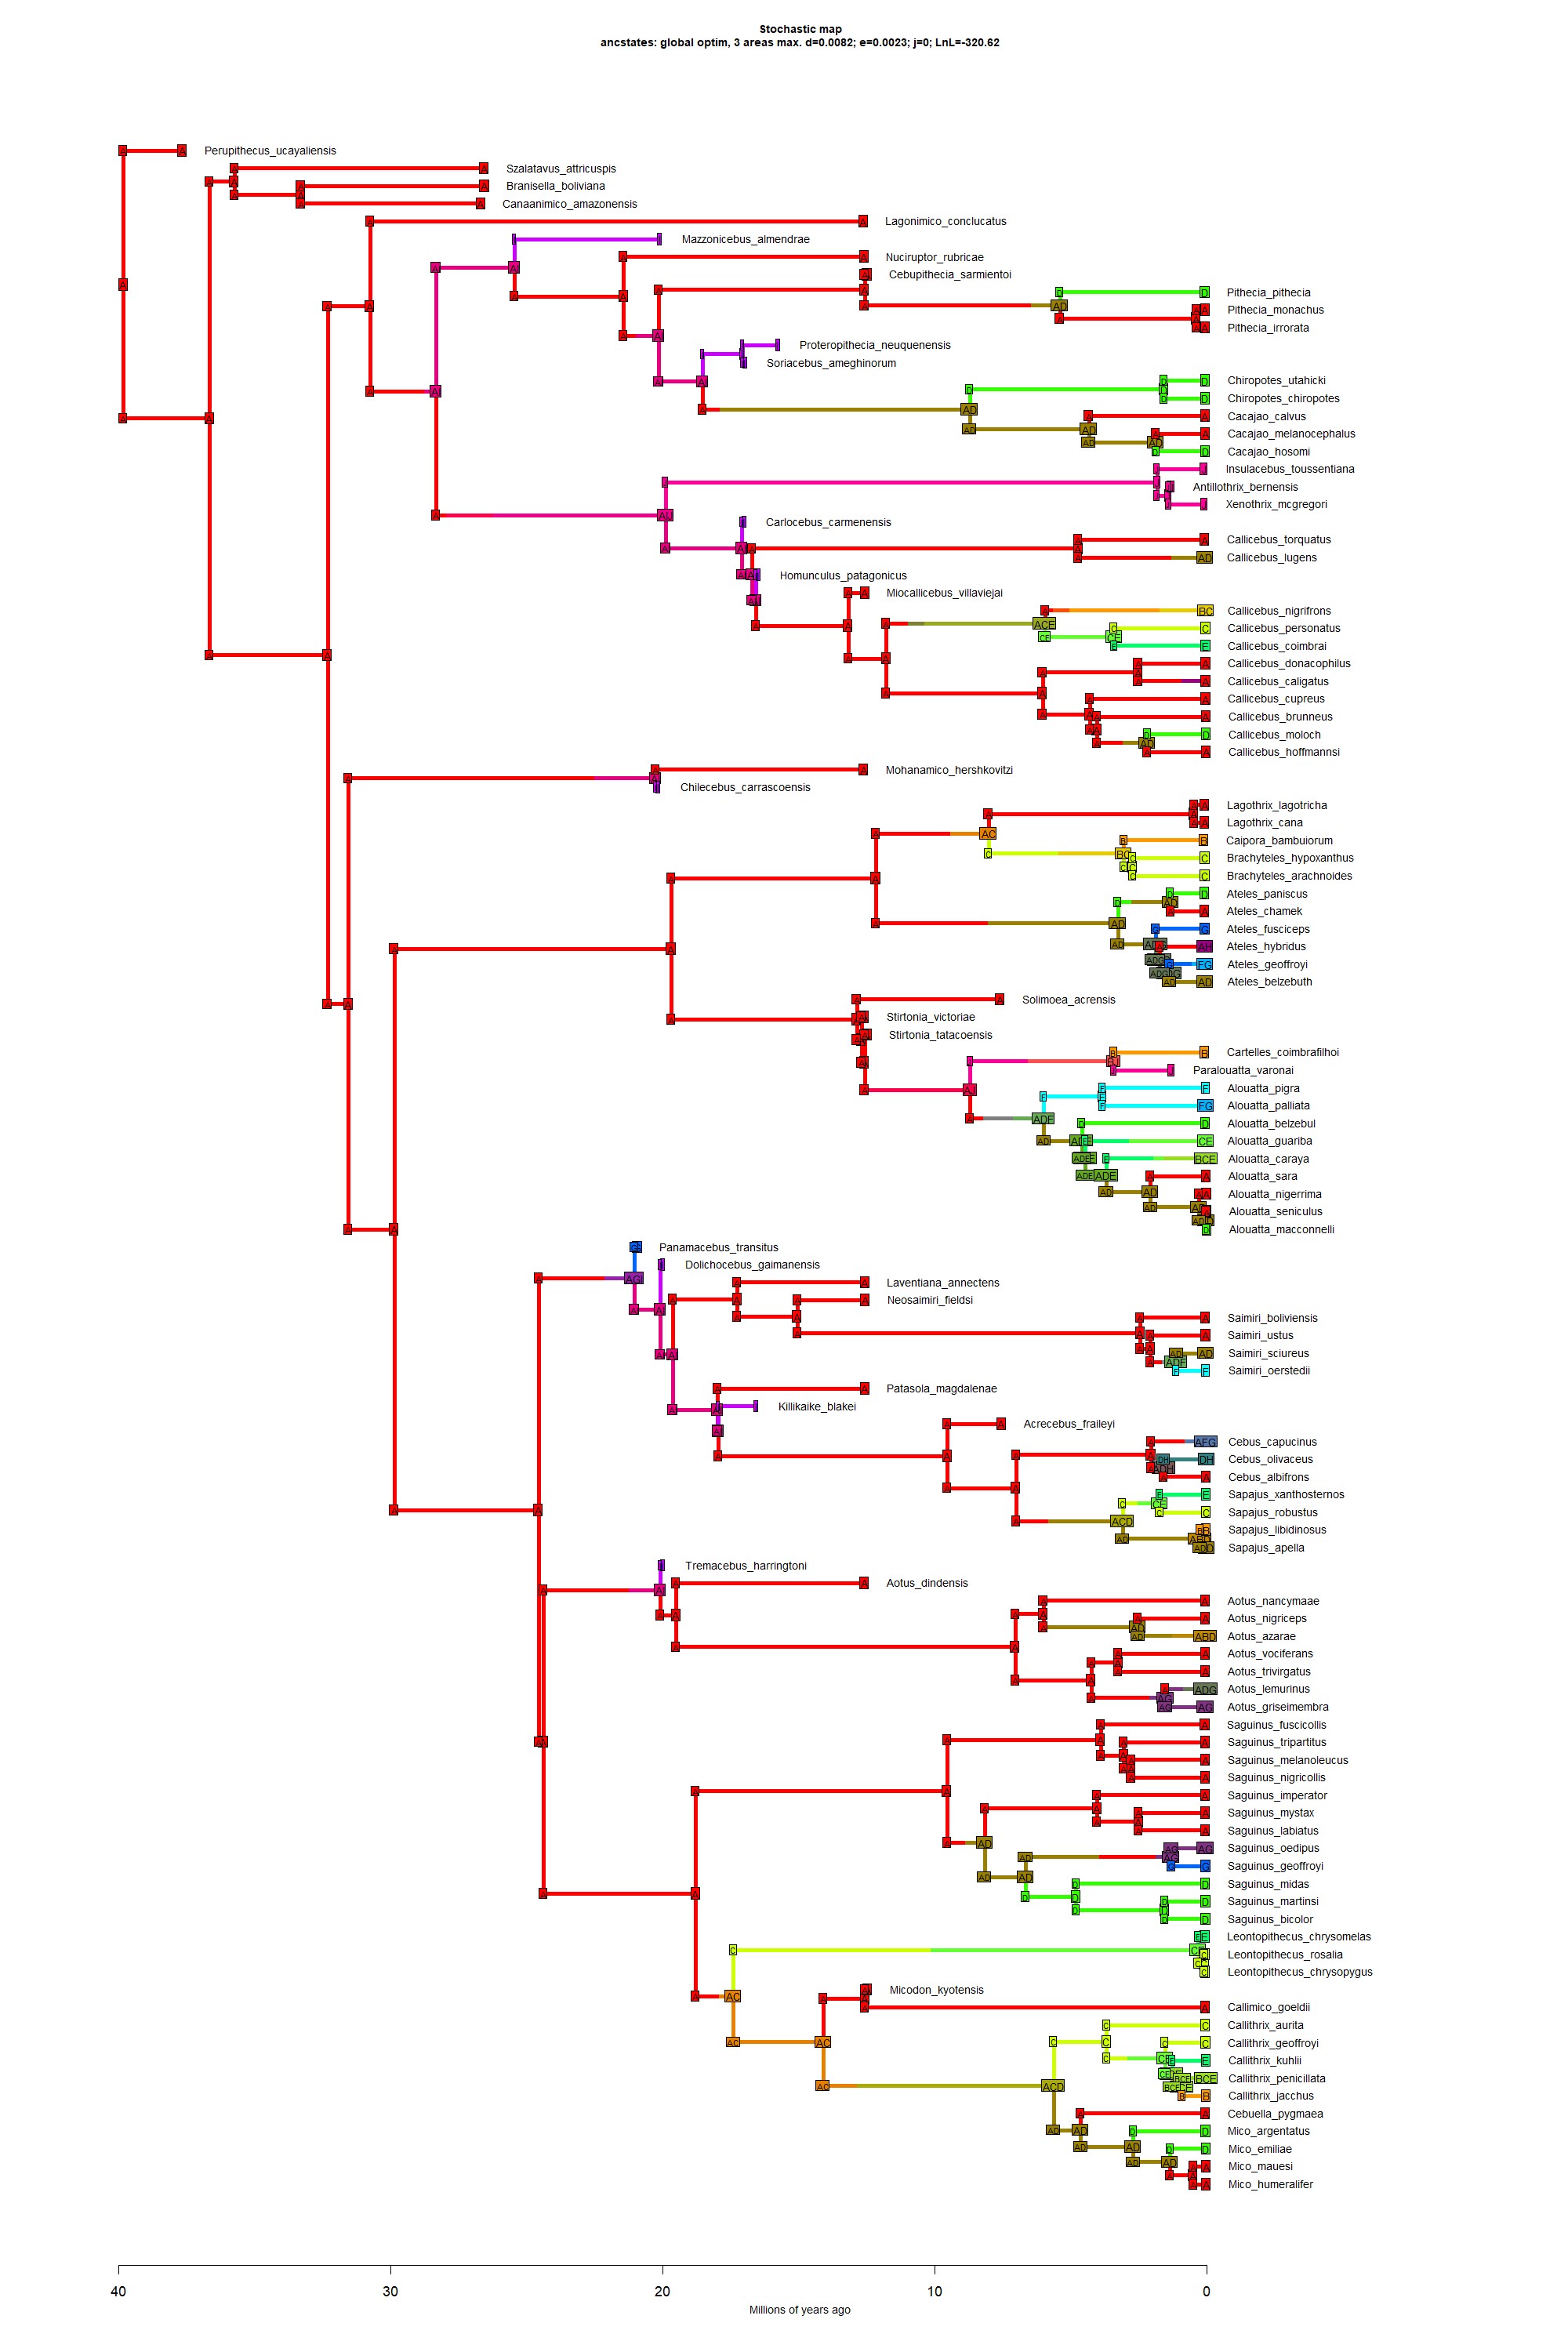 Stochastic map
ancstates: global optim, 3 areas max. d=0.0082; e=0.0023; j=0; LnL=-320.62
Perupithecus_ucayaliensis
Szalatavus_attricuspis
Branisella_boliviana
Canaanimico_amazonensis
Lagonimico_conclucatus
Mazzonicebus_almendrae
Nuciruptor_rubricae
Cebupithecia_sarmientoi
Pithecia_pithecia
Pithecia_monachus
Pithecia_irrorata
Proteropithecia_neuquenensis
Soriacebus_ameghinorum
Chiropotes_utahicki
Chiropotes_chiropotes
Cacajao_calvus
Cacajao_melanocephalus
Cacajao_hosomi
Insulacebus_toussentiana
Antillothrix_bernensis
Xenothrix_mcgregori
Carlocebus_carmenensis
Callicebus_torquatus
Callicebus_lugens
Homunculus_patagonicus
Miocallicebus_villaviejai
Callicebus_nigrifrons
Callicebus_personatus
Callicebus_coimbrai
Callicebus_donacophilus
Callicebus_caligatus
Callicebus_cupreus
Callicebus_brunneus
Callicebus_moloch
Callicebus_hoffmannsi
Mohanamico_hershkovitzi
Chilecebus_carrascoensis
Lagothrix_lagotricha
Lagothrix_cana
Caipora_bambuiorum
Brachyteles_hypoxanthus
Brachyteles_arachnoides
Ateles_paniscus
Ateles_chamek
Ateles_fusciceps
Ateles_hybridus
Ateles_geoffroyi
Ateles_belzebuth
Solimoea_acrensis
Stirtonia_victoriae
Stirtonia_tatacoensis
Cartelles_coimbrafilhoi
Paralouatta_varonai
Alouatta_pigra
Alouatta_palliata
Alouatta_belzebul
Alouatta_guariba
Alouatta_caraya
Alouatta_sara
Alouatta_nigerrima
Alouatta_seniculus
Alouatta_macconnelli
Panamacebus_transitus
Dolichocebus_gaimanensis
Laventiana_annectens
Neosaimiri_fieldsi
Saimiri_boliviensis
Saimiri_ustus
Saimiri_sciureus
Saimiri_oerstedii
Patasola_magdalenae
Killikaike_blakei
Acrecebus_fraileyi
Cebus_capucinus
Cebus_olivaceus
Cebus_albifrons
Sapajus_xanthosternos
Sapajus_robustus
Sapajus_libidinosus
Sapajus_apella
Tremacebus_harringtoni
Aotus_dindensis
Aotus_nancymaae
Aotus_nigriceps
Aotus_azarae
Aotus_vociferans
Aotus_trivirgatus
Aotus_lemurinus
Aotus_griseimembra
Saguinus_fuscicollis
Saguinus_tripartitus
Saguinus_melanoleucus
Saguinus_nigricollis
Saguinus_imperator
Saguinus_mystax
Saguinus_labiatus
Saguinus_oedipus
Saguinus_geoffroyi
Saguinus_midas
Saguinus_martinsi
Saguinus_bicolor
Leontopithecus_chrysomelas
Leontopithecus_rosalia
Leontopithecus_chrysopygus
Micodon_kyotensis
Callimico_goeldii
Callithrix_aurita
Callithrix_geoffroyi
Callithrix_kuhlii
Callithrix_penicillata
Callithrix_jacchus
Cebuella_pygmaea
Mico_argentatus
Mico_emiliae
Mico_mauesi
Mico_humeralifer
40 30 20 10 0
Millions of years ago